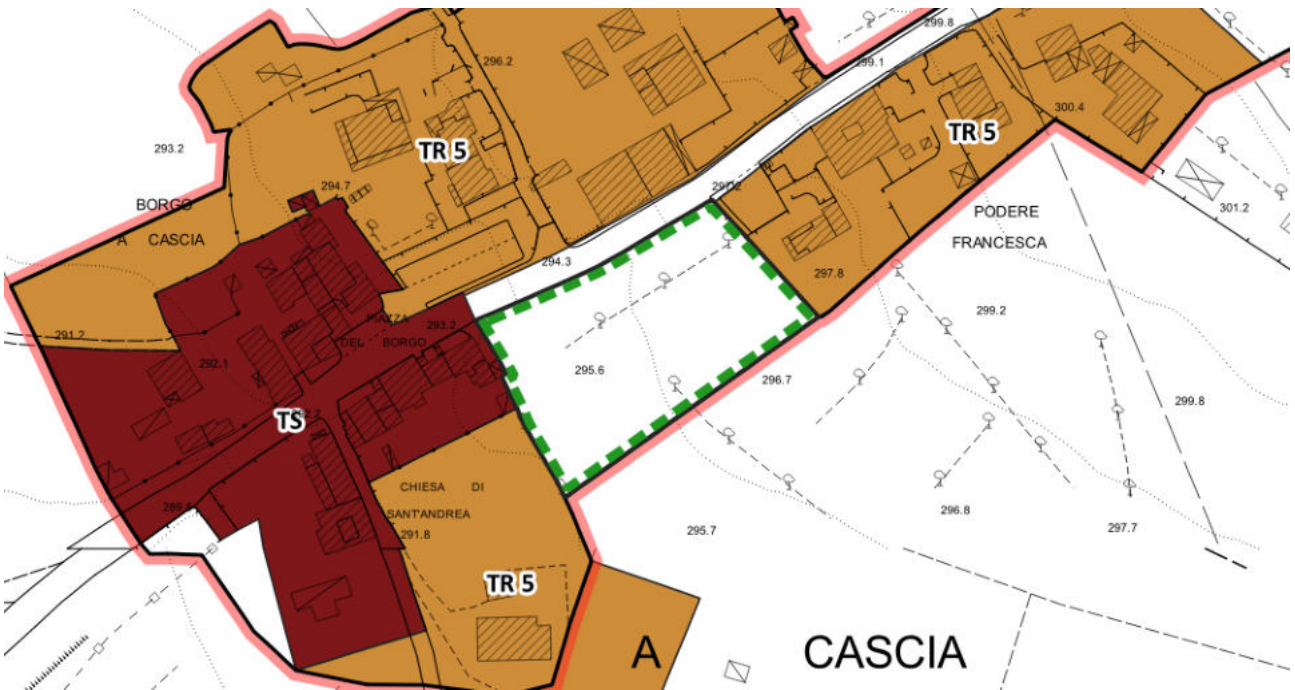 299.8
299.1
296.2
300.4
TR 5
TR 5
293.2
294.7
301.2
BORGO
A CASCIA
PODERE
FRANCESCA
294.3
297.8
299.2
291.2
PIAZZA
293.2
DEL BORGO
292.1
295.6
296.7
299.8
TS
CHIESA DI
SANT'ANDREA
291.8
296.8
295.7
297.7
TR 5
A CASCIA